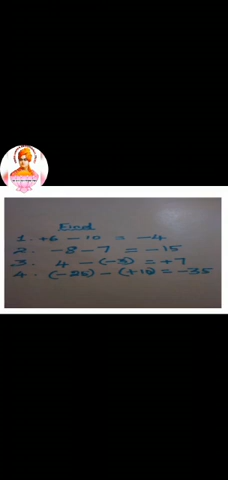 Find
1. +6 - 10 = -4
2. -8 - 7 = -15
3. 4 - (-3) = +7
4. (-25) - (+10) = -35